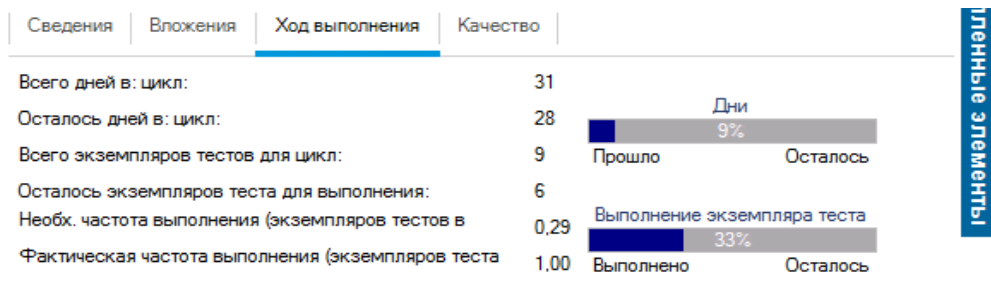 Сведения
Вложения
Ход выполнения
Качество
Всего дней в: цикл:
31
Осталось дней в: цикл:
28
Всего экземпляров тестов для цикл:
9
Осталось экземпляров теста для выполнения:
6
Необх. частота выполнения (экземпляров тестов в
0,29
Фактическая частота выполнения (экземпляров теста
1,00
Дни
9%
Прошло
Осталось
Выполнение экземпляра теста
33%
Выполнено
Осталось
элементы